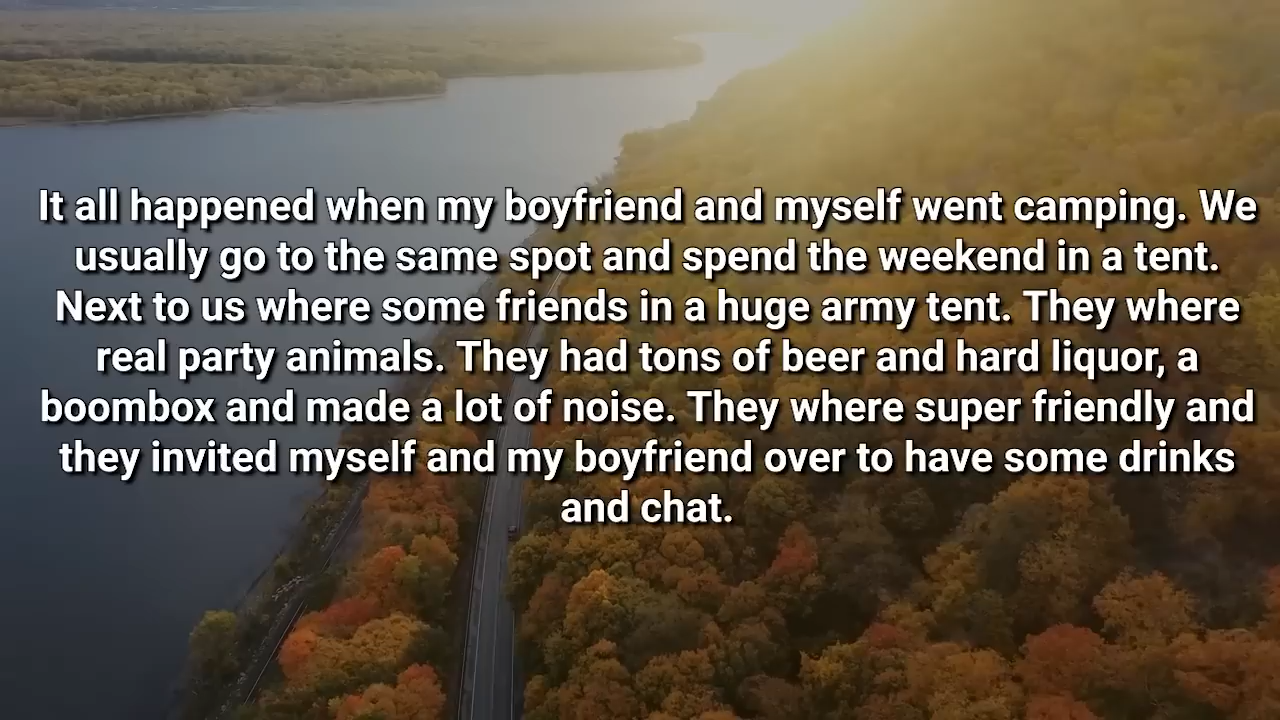 It all happened when my boyfriend and myself went camping. We
usually go to the same spot and spend the weekend in a tent.
Next to us where some friends in a huge army tent. They where
real party animals. They had tons of beer and hard liquor, a
boombox and made a lot of noise. They where super friendly and
they invited myself and my boyfriend over to have some drinks
and chat.